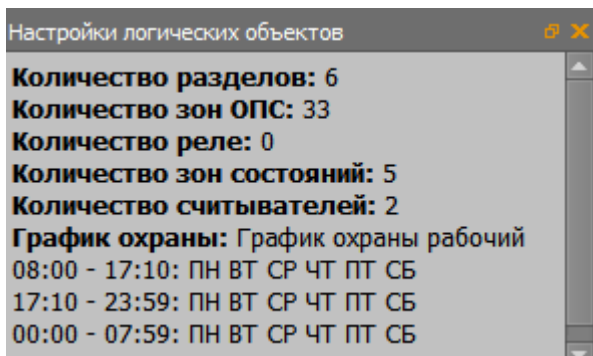 Настройки логических объектов
Количество разделов: 6
Количество зон ОПС: 33
Количество реле: 0
Количество зон состояний: 5
Количество считывателей: 2
График охраны: График охраны рабочий
08:00 - 17:10: ПН ВТ СР ЧТ ПТ СБ
17:10 - 23:59: ПН ВТ СР ЧТ ПТ СБ
00:00 - 07:59: ПН ВТ СР ЧТ ПТ СБ